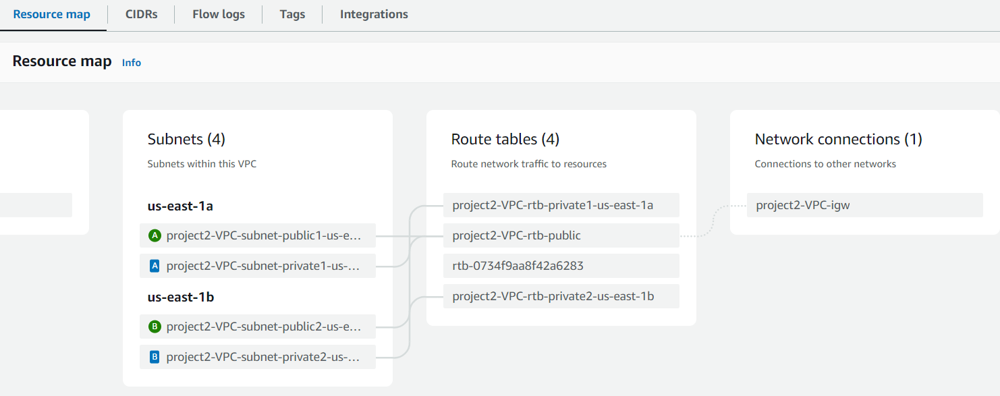 Resource map CIDRs Flow logs Tags Integrations
Resource map Info
Subnets (4)
Subnets within this VPC
us-east-1a
A project2-VPC-subnet-public1-us-e...
A project2-VPC-subnet-private1-us-...
us-east-1b
B project2-VPC-subnet-public2-us-e...
B project2-VPC-subnet-private2-us-...
Route tables (4)
Route network traffic to resources
project2-VPC-rtb-private1-us-east-1a
project2-VPC-rtb-public
rtb-0734f9aa8f42a6283
project2-VPC-rtb-private2-us-east-1b
Network connections (1)
Connections to other networks
project2-VPC-igw